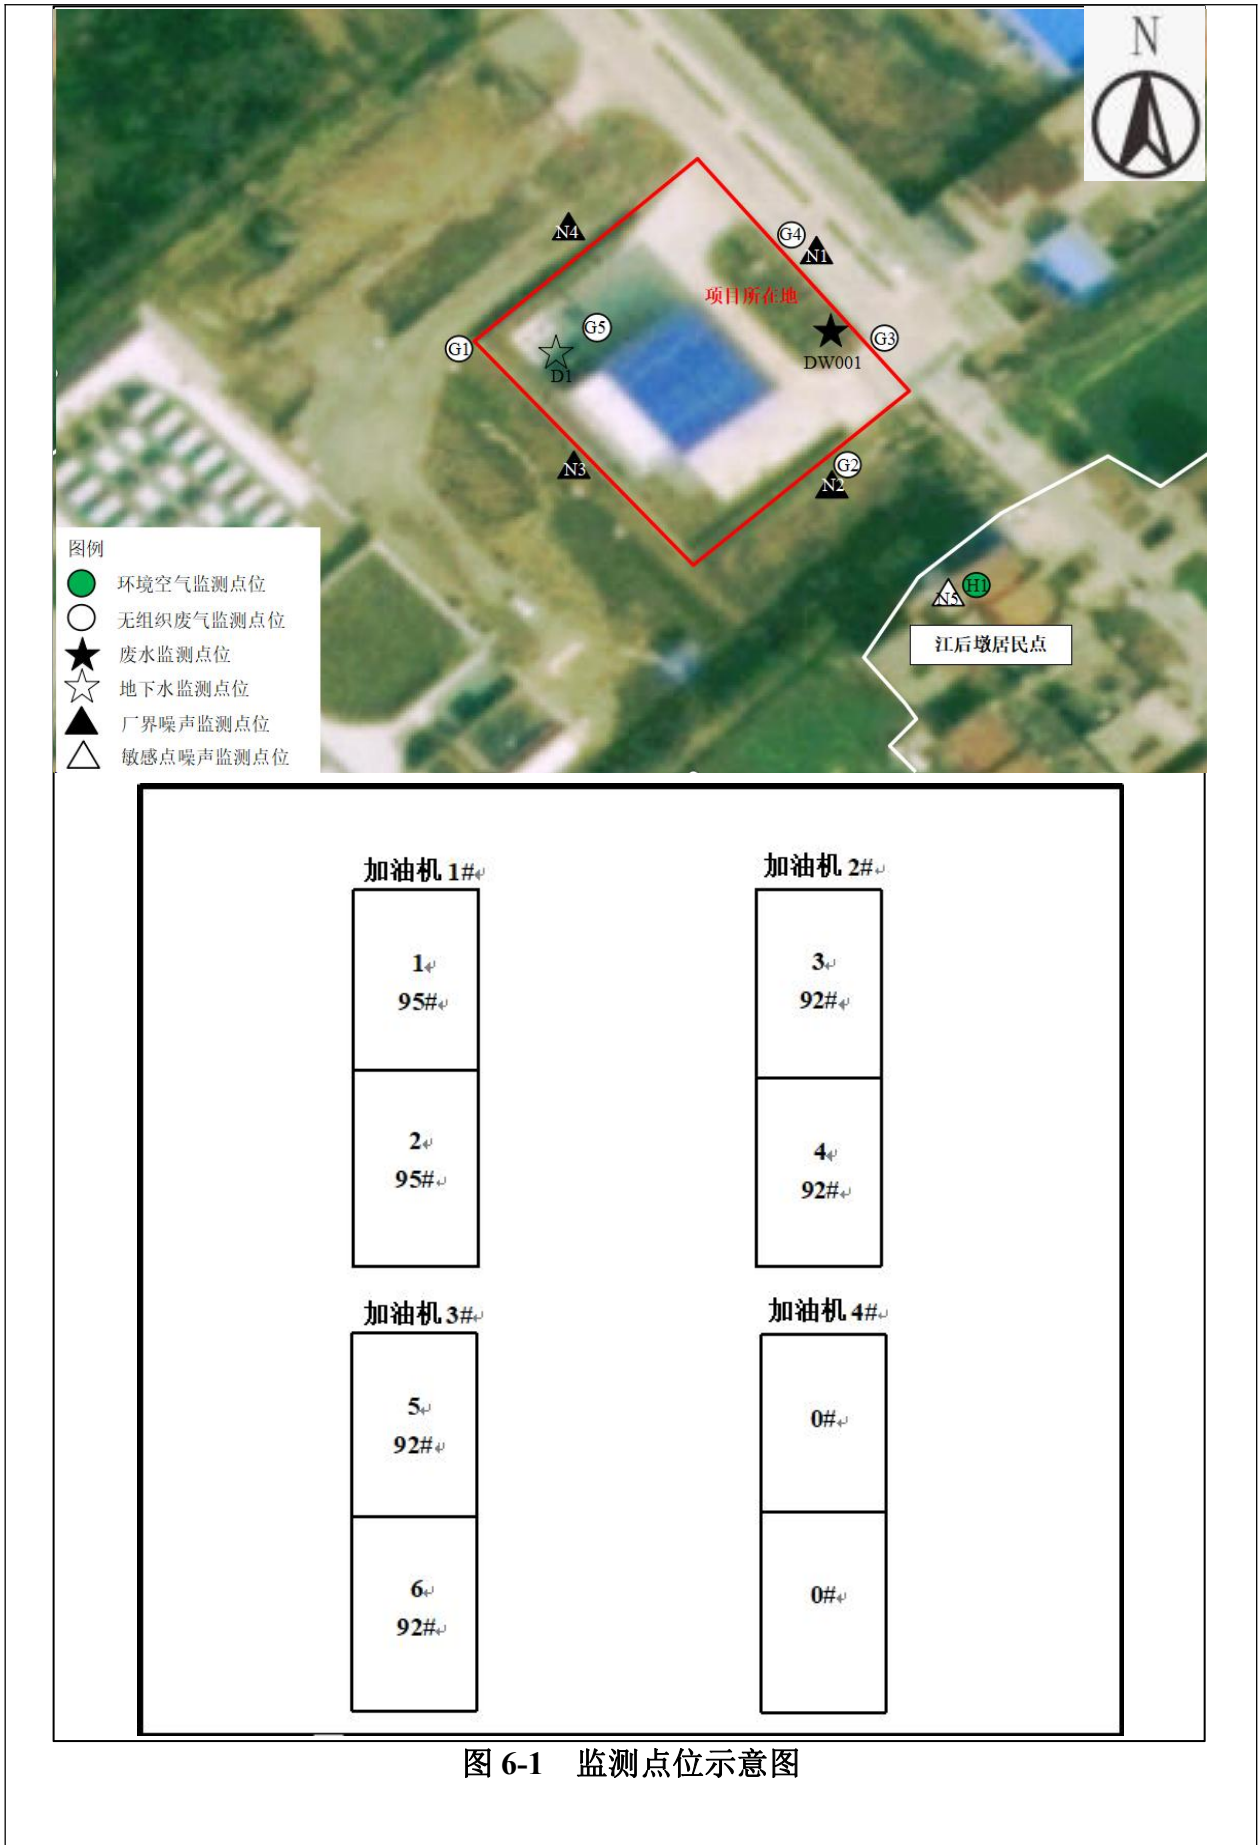 N
N4
G4
N1
项目所在地
G5
G3
G1
D1
DW001
N3
G2
N2
图例
环境空气监测点位
无组织废气监测点位
废水监测点位
地下水监测点位
厂界噪声监测点位
敏感点噪声监测点位
N5
H1
江后墩居民点
加油机 1#
加油机 2#
1
95#
3
92#
2
95#
4
92#
加油机 3#
加油机 4#
5
92#
0#
6
92#
0#
图 6-1 监测点位示意图